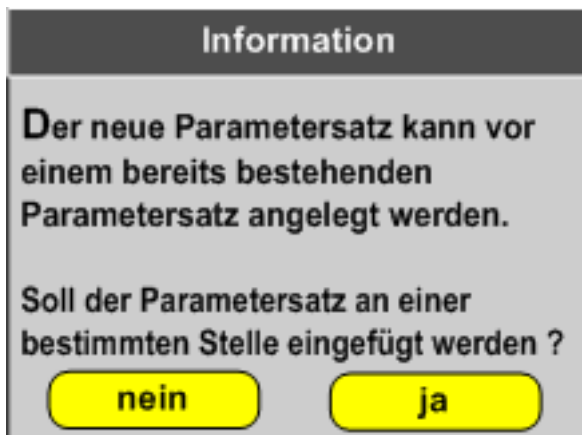 Information
Der neue Parametersatz kann vor
einem bereits bestehenden
Parametersatz angelegt werden.
Soll der Parametersatz an einer
bestimmten Stelle eingefügt werden ?
nein ja